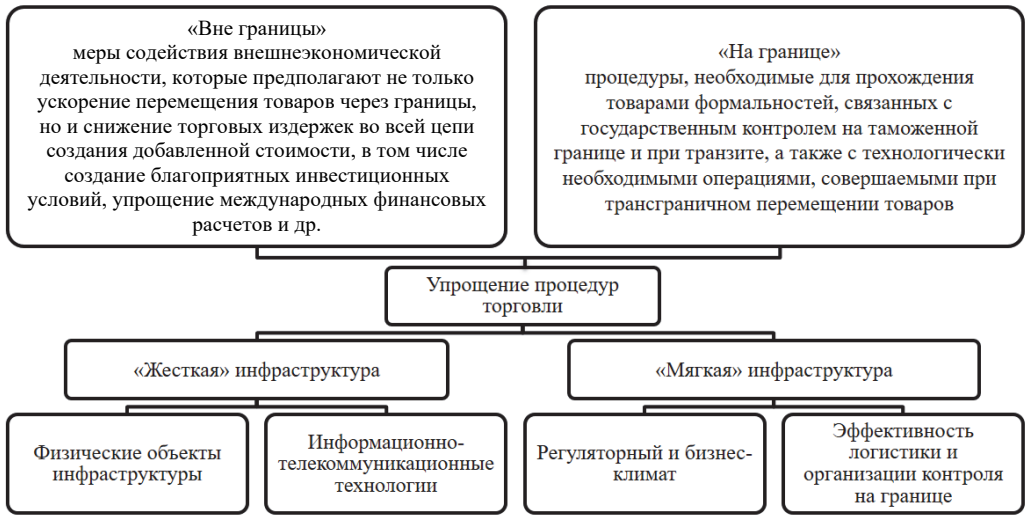 «Вне границы»
меры содействия внешнеэкономической
деятельности, которые предполагают не только
ускорение перемещения товаров через границы,
но и снижение торговых издержек во всей цепи
создания добавленной стоимости, в том числе
создание благоприятных инвестиционных
условий, упрощение международных финансовых
расчетов и др.
«На границе»
процедуры, необходимые для прохождения
товарами формальностей, связанных с
государственным контролем на таможенной
границе и при транзите, а также с технологически
необходимыми операциями, совершаемыми при
трансграничном перемещении товаров
Упрощение процедур
торговли
«Жесткая» инфраструктура
«Мягкая» инфраструктура
Физические объекты
инфраструктуры
Информационно-
телекоммуникационные
технологии
Регуляторный и бизнес-
климат
Эффективность
логистики и
организации контроля
на границе